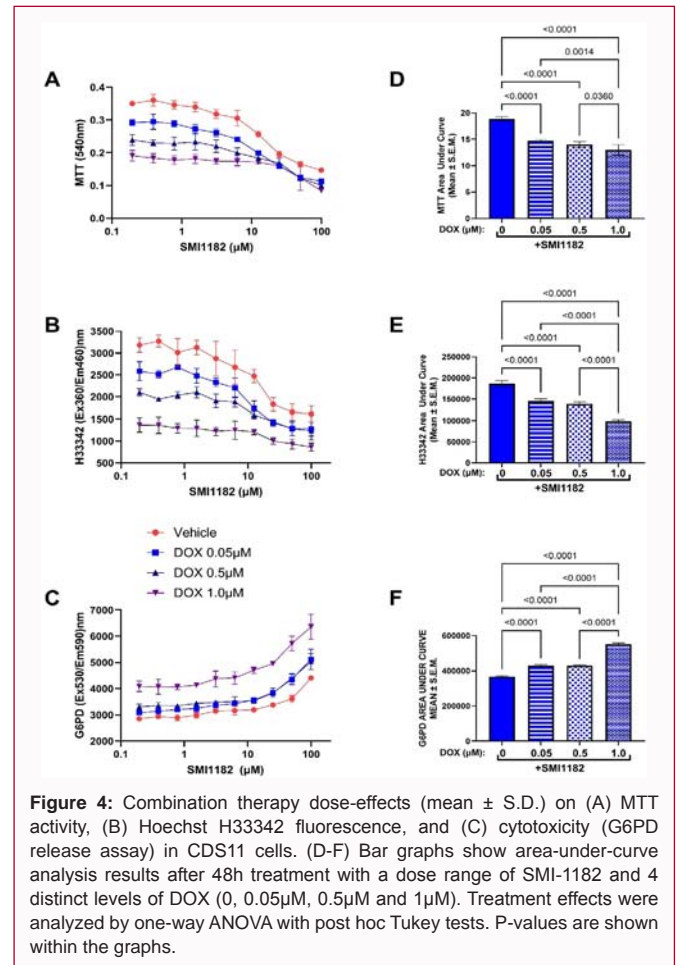 A
MTT (540nm)
0.4
0.3
0.2
0.1
0.0
0.1 1 10 100
SMI1182 (µM)
D
<0.0001
0.0014
<0.0001
<0.0001 0.0360
MTT Area Under Curve
(Mean ± S.E.M.)
20
15
10
5
0
DOX (µM): 0 0.05 0.5 1.0
+SMI1182
B
H33342 (Ex360/Em460)nm
3500
3000
2500
2000
1500
1000
500
0.1 1 10 100
SMI1182 (µM)
E
<0.0001
<0.0001
<0.0001
<0.0001 <0.0001
H33342 Area Under Curve
(Mean ± S.E.M.)
250000
200000
150000
100000
50000
0
DOX (µM): 0 0.05 0.5 1.0
+SMI1182
Vehicle
DOX 0.05µM
DOX 0.5µM
DOX 1.0µM
C
G6PD (Ex530/Em590)nm
7000
6000
5000
4000
3000
2000
0.1 1 10 100
SMI1182 (µM)
F
<0.0001
<0.0001
<0.0001
<0.0001 <0.0001
G6PD AREA UNDER CURVE
MEAN ± S.E.M.
600000
400000
200000
0
DOX (µM): 0 0.05 0.5 1.0
+SMI1182
Figure 4: Combination therapy dose-effects (mean ± S.D.) on (A) MTT
activity, (B) Hoechst H33342 fluorescence, and (C) cytotoxicity (G6PD
release assay) in CDS11 cells. (D-F) Bar graphs show area-under-curve
analysis results after 48h treatment with a dose range of SMI-1182 and 4
distinct levels of DOX (0, 0.05µM, 0.5µM and 1µM). Treatment effects were
analyzed by one-way ANOVA with post hoc Tukey tests. P-values are shown
within the graphs.